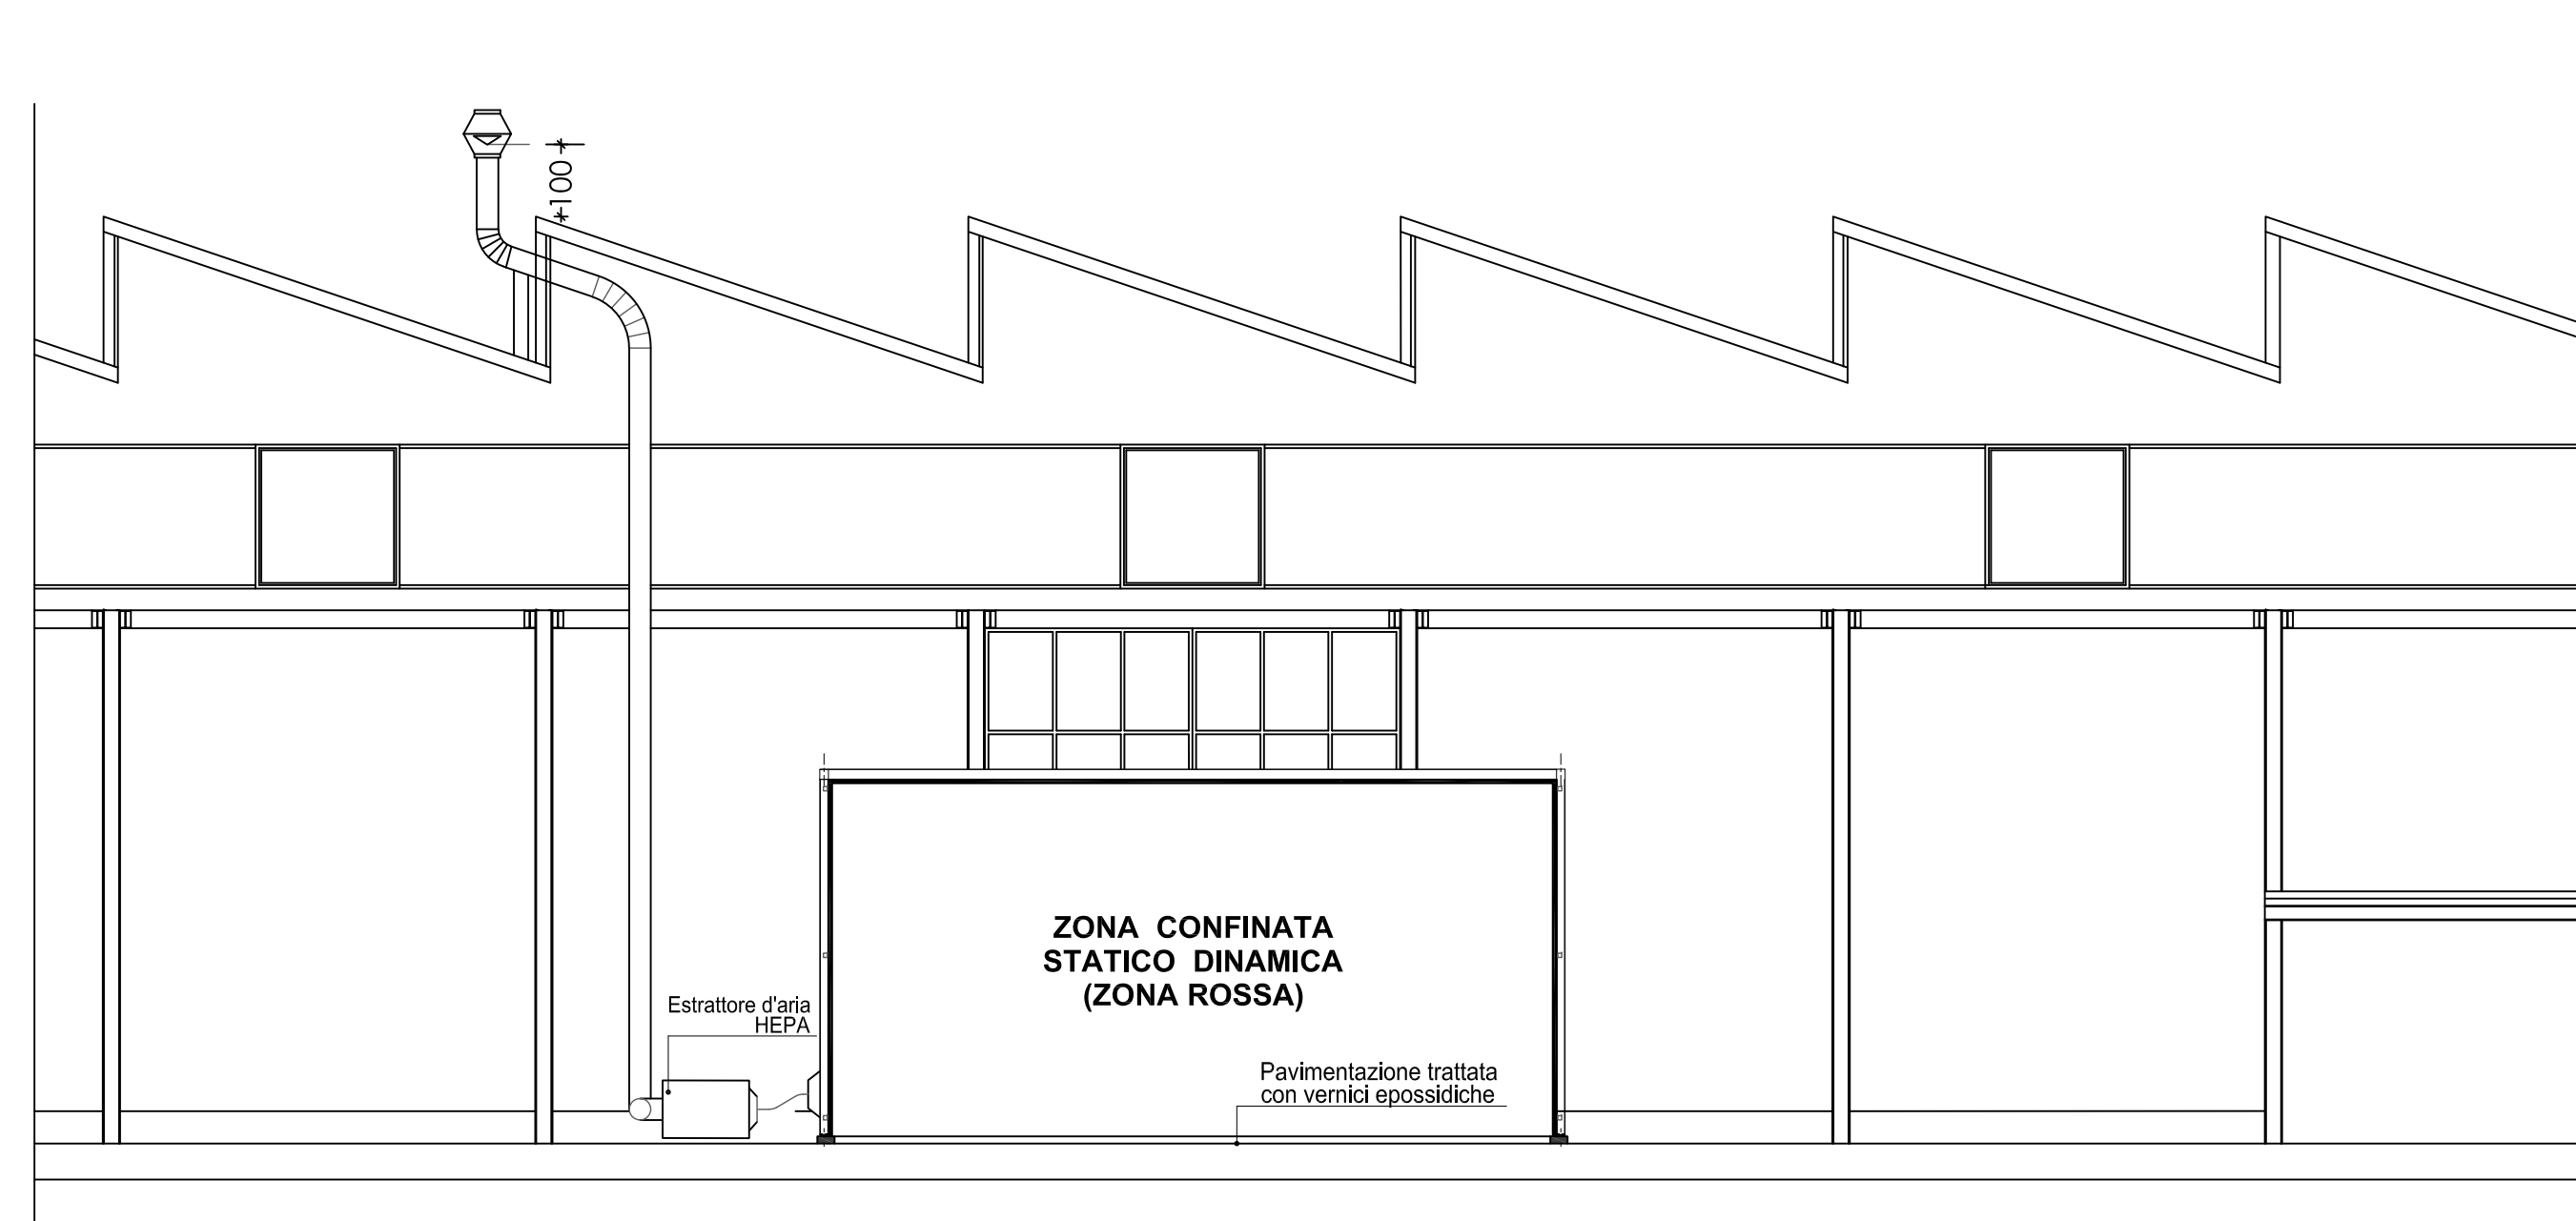 100
ZONA CONFINATA
STATICO DINAMICA
(ZONA ROSSA)
Estrattore d'aria
HEPA
Pavimentazione trattata
con vernici epossidiche